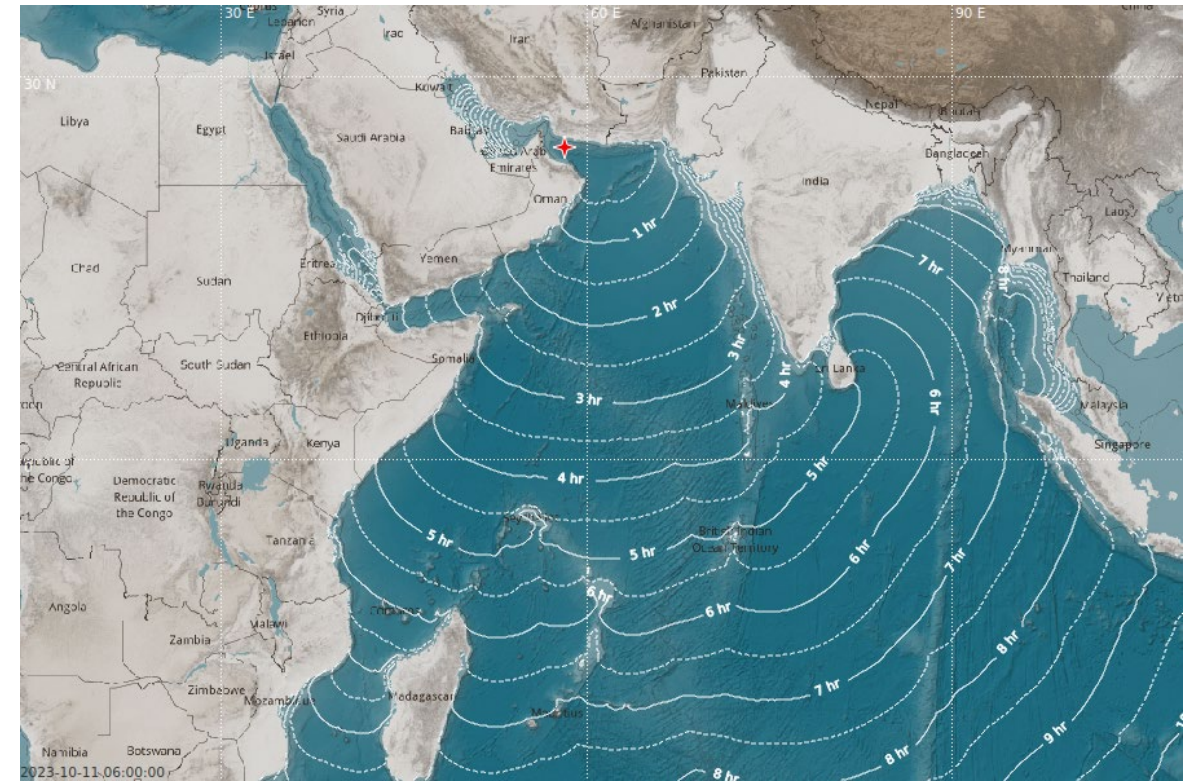 30 E
60 E
90 E
30 N
Syria
Lebanon
Israel
Iraq
Iran
Afghanistan
Pakistan
Kuwait
Nepal
Bhutan
Libya
Egypt
Saudi Arabia
Emirates
Bangladesh
India
Oman
Laos
Myanmar
Thailand
Chad
Sudan
Eritrea
Yemen
1 hr
7 hr
8 hr
2 hr
Djibouti
Ethiopia
3 hr
Somalia
South Sudan
Central African
Republic
4 hr
Sri Lanka
3 hr
6 hr
Maldives
Malaysia
Uganda
Kenya
Singapore
Democratic
Republic of
the Congo
Rwanda
Burundi
4 hr
5 hr
Tanzania
5 hr
5 hr
British Indian
Ocean Territory
6 hr
7 hr
Angola
Comoros
6 hr
6 hr
Malawi
Zambia
8 hr
Zimbabwe
Mozambique
Madagascar
7 hr
Mauritius
9 hr
Namibia
Botswana
8 hr
2023-10-11 06:00:00